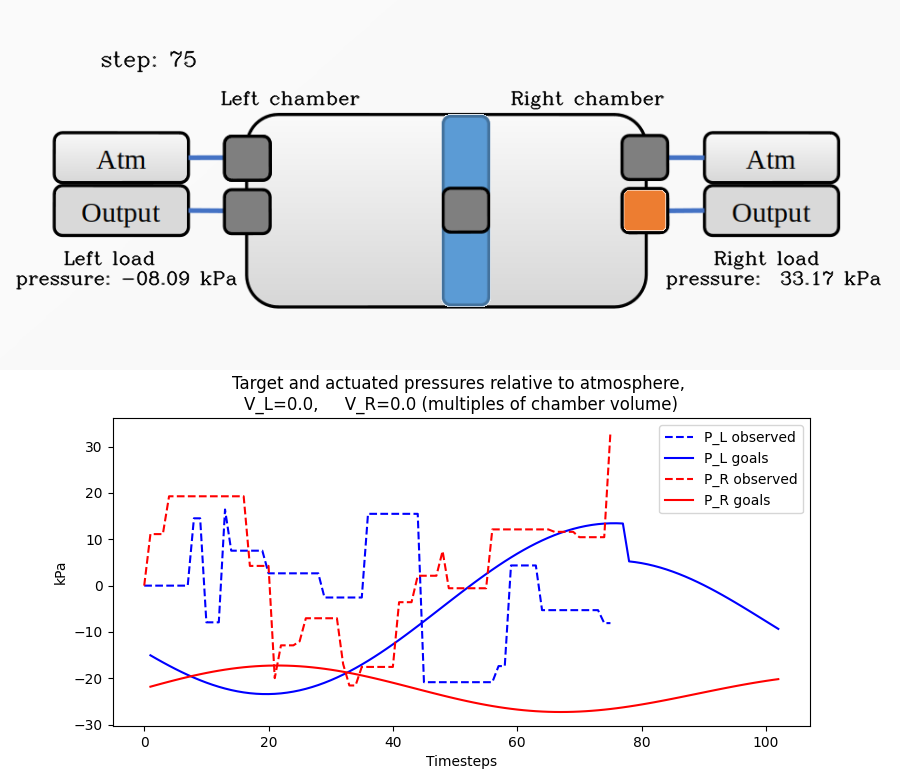 step: 75
Left chamber
Right chamber
Atm
Atm
Output
Output
Left load
pressure: -08.09 kPa
Right load
pressure:  33.17 kPa
Target and actuated pressures relative to atmosphere,
V_L=0.0,     V_R=0.0 (multiples of chamber volume)
P_L observed
P_L goals
P_R observed
P_R goals
30
20
10
0
−10
−20
−30
kPa
0
20
40
60
80
100
Timesteps